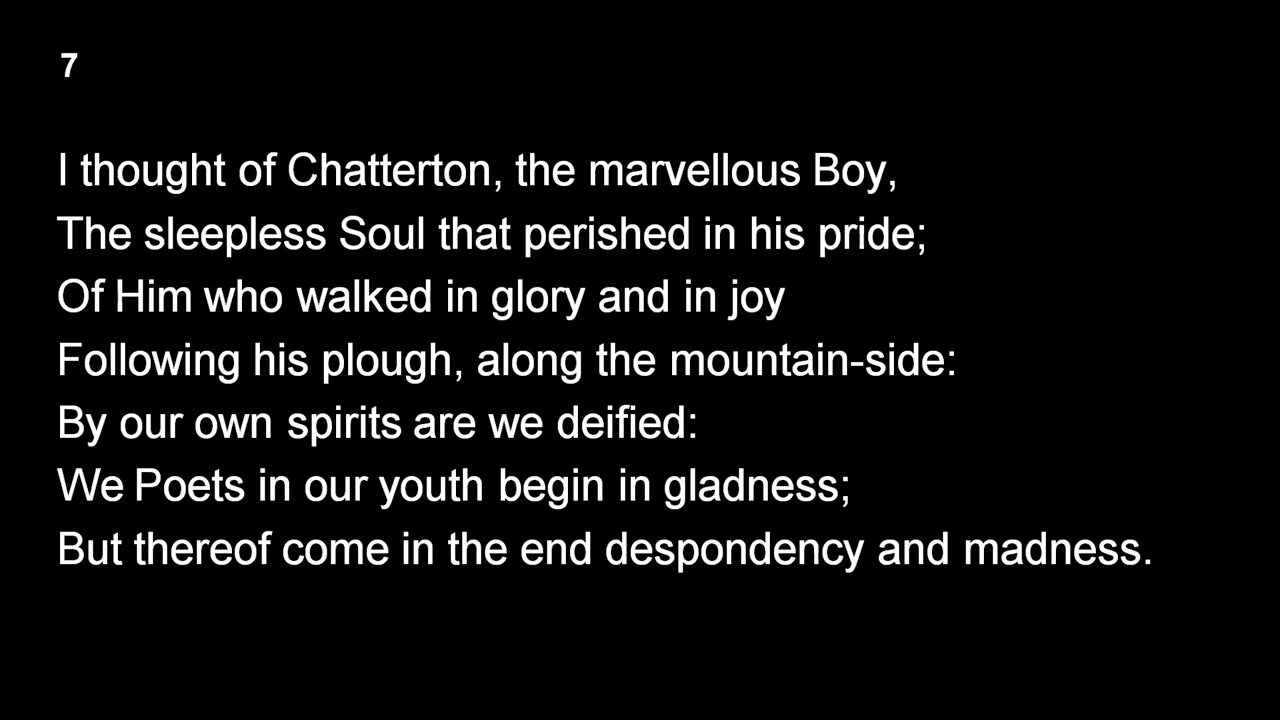 7
I thought of Chatterton, the marvellous Boy,
The sleepless Soul that perished in his pride;
Of Him who walked in glory and in joy
Following his plough, along the mountain-side:
By our own spirits are we deified:
We Poets in our youth begin in gladness;
But thereof come in the end despondency and madness.